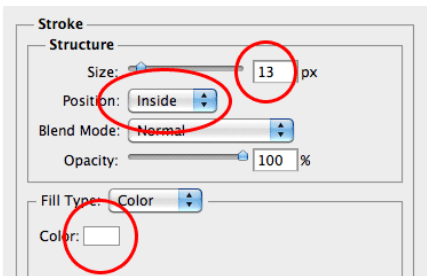 Stroke
Structure
Size: 13 px
Position: Inside
Blend Mode: Normal
Opacity: 100 %
Fill Type: Color
Color: